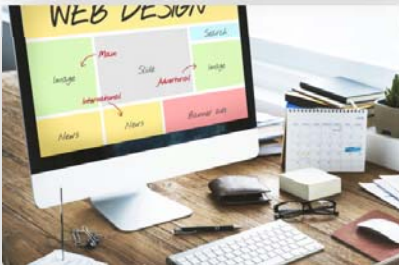 WEB DESIGN
Search
Main
Image
Slide
Image
Advertorial
International
News
News
Banner ads